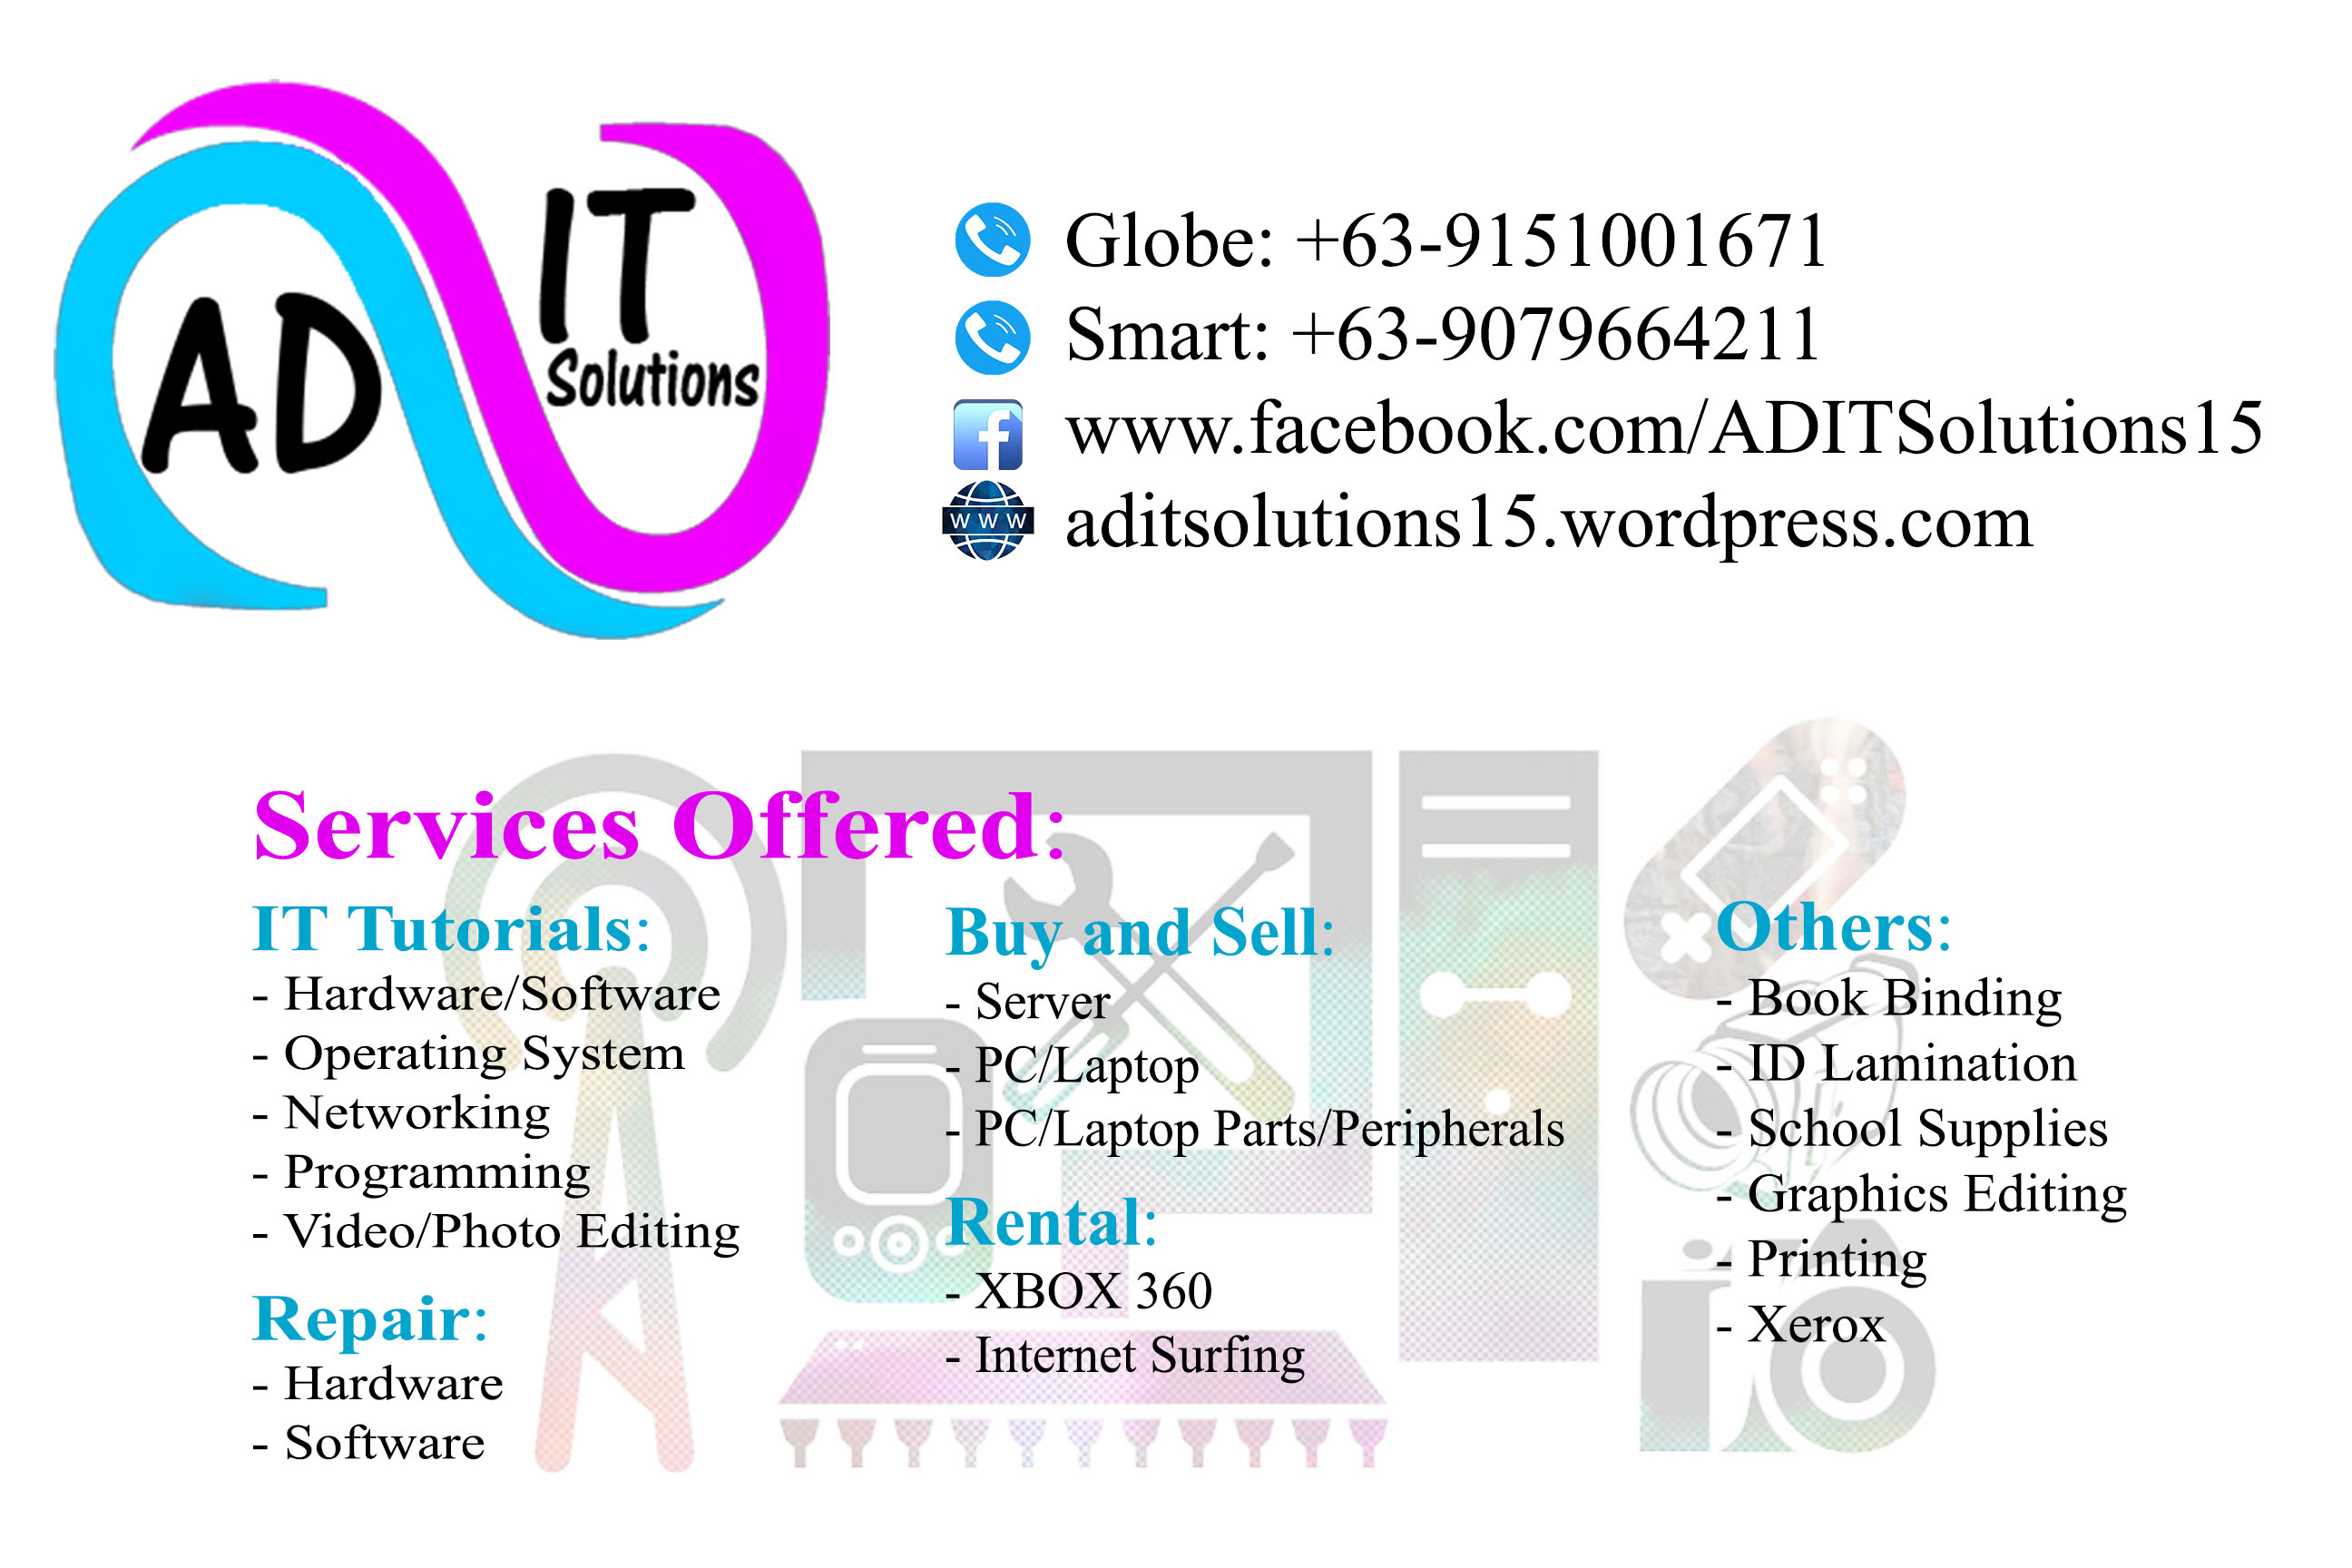 AD
IT
Solutions
Globe: +63-9151001671
Smart: +63-9079664211
www.facebook.com/ADITSolutions15
WWW
aditsolutions15.wordpress.com
Services Offered:
IT Tutorials:
- Hardware/Software
- Operating System
- Networking
- Programming
- Video/Photo Editing
Repair:
- Hardware
- Software
Buy and Sell:
- Server
- PC/Laptop
- PC/Laptop Parts/Peripherals
Rental:
- XBOX 360
- Internet Surfing
Others:
- Book Binding
- ID Lamination
- School Supplies
- Graphics Editing
- Printing
- Xerox